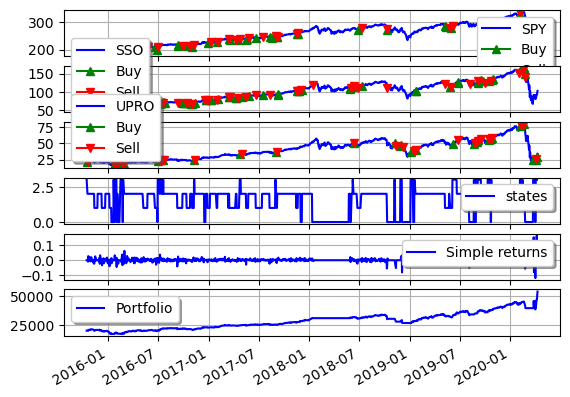 300
200
SPY
Buy
SSO
Buy
Sell
150
100
50
UPRO
Buy
Sell
75
50
25
2.5
0.0
states
0.1
0.0
−0.1
Simple returns
50000
25000
Portfolio
2016-01
2016-07
2017-01
2017-07
2018-01
2018-07
2019-01
2019-07
2020-01